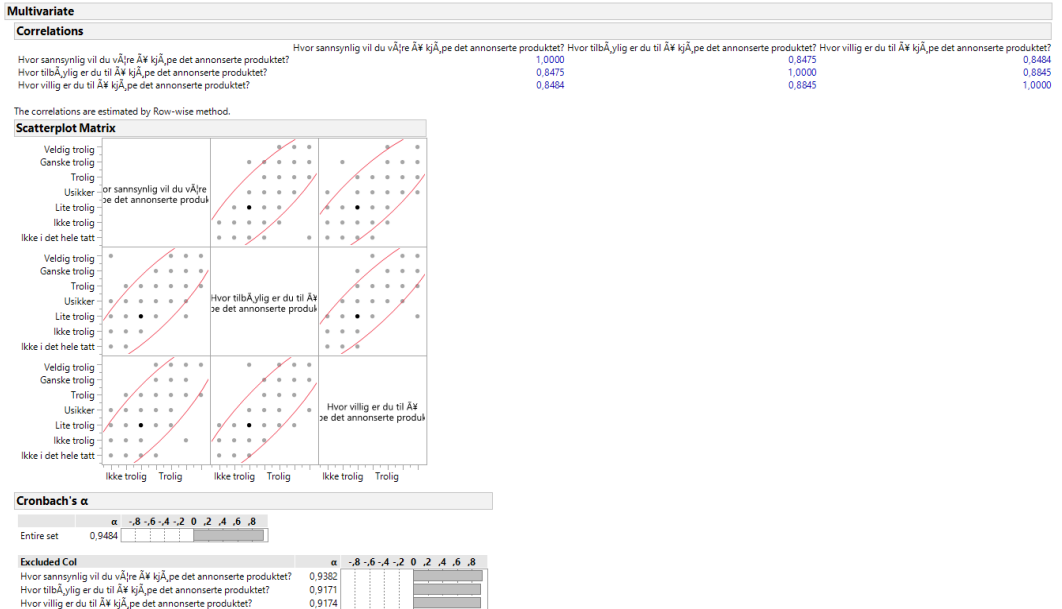 Multivariate
Correlations
Hvor sannsynlig vil du vÃ¦re Ã¥ kjÃ¸pe det annonserte produktet? Hvor tilbÃ¸ylig er du til Ã¥ kjÃ¸pe det annonserte produktet? Hvor villig er du til Ã¥ kjÃ¸pe det annonserte produktet?
Hvor sannsynlig vil du vÃ¦re Ã¥ kjÃ¸pe det annonserte produktet? 1,0000 0,8475 0,8484
Hvor tilbÃ¸ylig er du til Ã¥ kjÃ¸pe det annonserte produktet? 0,8475 1,0000 0,8845
Hvor villig er du til Ã¥ kjÃ¸pe det annonserte produktet? 0,8484 0,8845 1,0000
The correlations are estimated by Row-wise method.
Scatterplot Matrix
Veldig trolig
Ganske trolig
Trolig
Usikker
Lite trolig
Ikke trolig
Ikke i det hele tatt
or sannsynlig vil du vÃ¦re
pe det annonserte produk
Veldig trolig
Ganske trolig
Trolig
Usikker
Lite trolig
Ikke trolig
Ikke i det hele tatt
Hvor tilbÃ¸ylig er du til Ã¥
pe det annonserte produk
Veldig trolig
Ganske trolig
Trolig
Usikker
Lite trolig
Ikke trolig
Ikke i det hele tatt
Hvor villig er du til Ã¥
pe det annonserte produk
Ikke trolig Trolig Ikke trolig Trolig Ikke trolig Trolig
Cronbach's α
α -,8 -,6 -,4 -,2 0 ,2 ,4 ,6 ,8
Entire set 0,9484
Excluded Col α -,8 -,6 -,4 -,2 0 ,2 ,4 ,6 ,8
Hvor sannsynlig vil du vÃ¦re Ã¥ kjÃ¸pe det annonserte produktet? 0,9382
Hvor tilbÃ¸ylig er du til Ã¥ kjÃ¸pe det annonserte produktet? 0,9171
Hvor villig er du til Ã¥ kjÃ¸pe det annonserte produktet? 0,9174